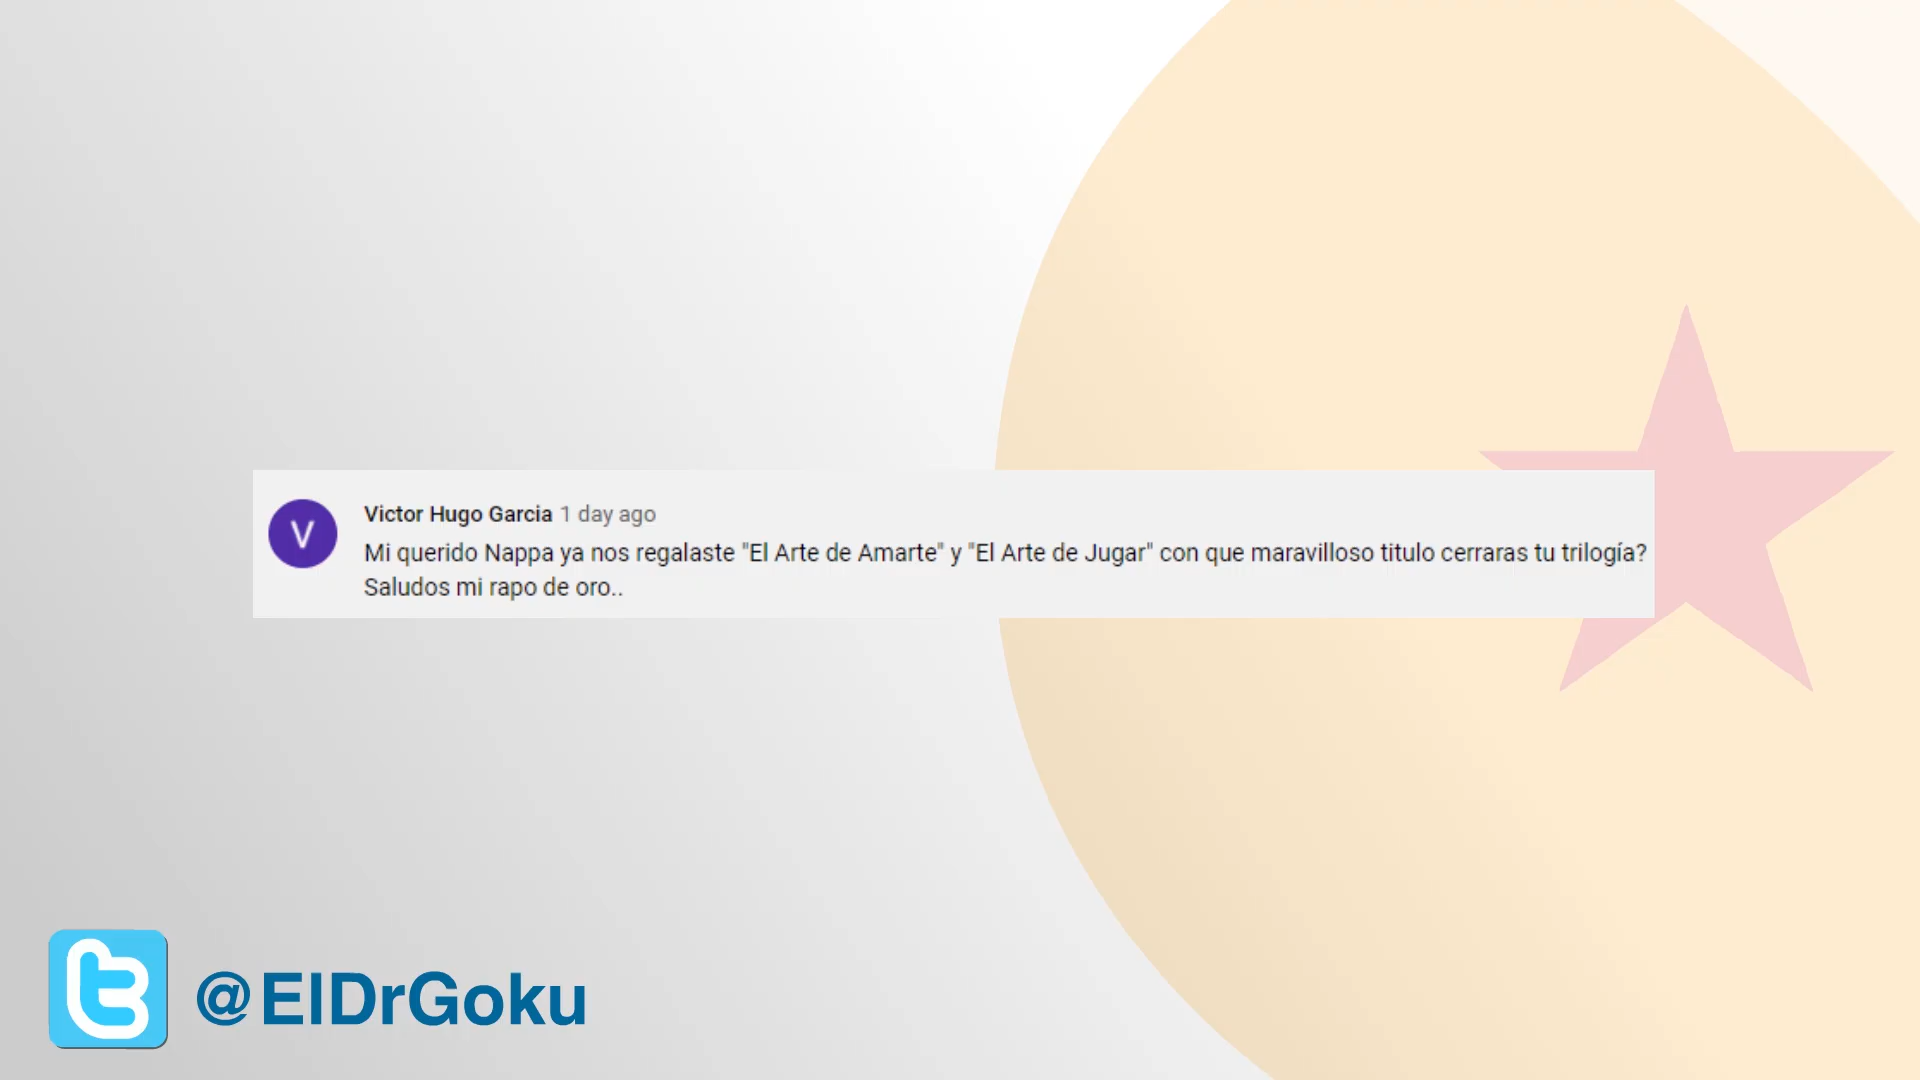 Victor Hugo Garcia 1 day ago
Mi querido Nappa ya nos regalaste "El Arte de Amarte" y "El Arte de Jugar" con que maravilloso titulo cerraras tu trilogía?
Saludos mi rapo de oro..
@ElDrGoku